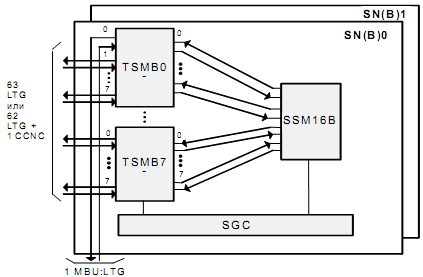 SN(B)1
SN(B)0
0
1
7
TSMB0
-
0
7
63
LTG
или
62
LTG +
1 CCNC
SSM16B
0
7
TSMB7
-
0
7
SGC
1 MBU:LTG